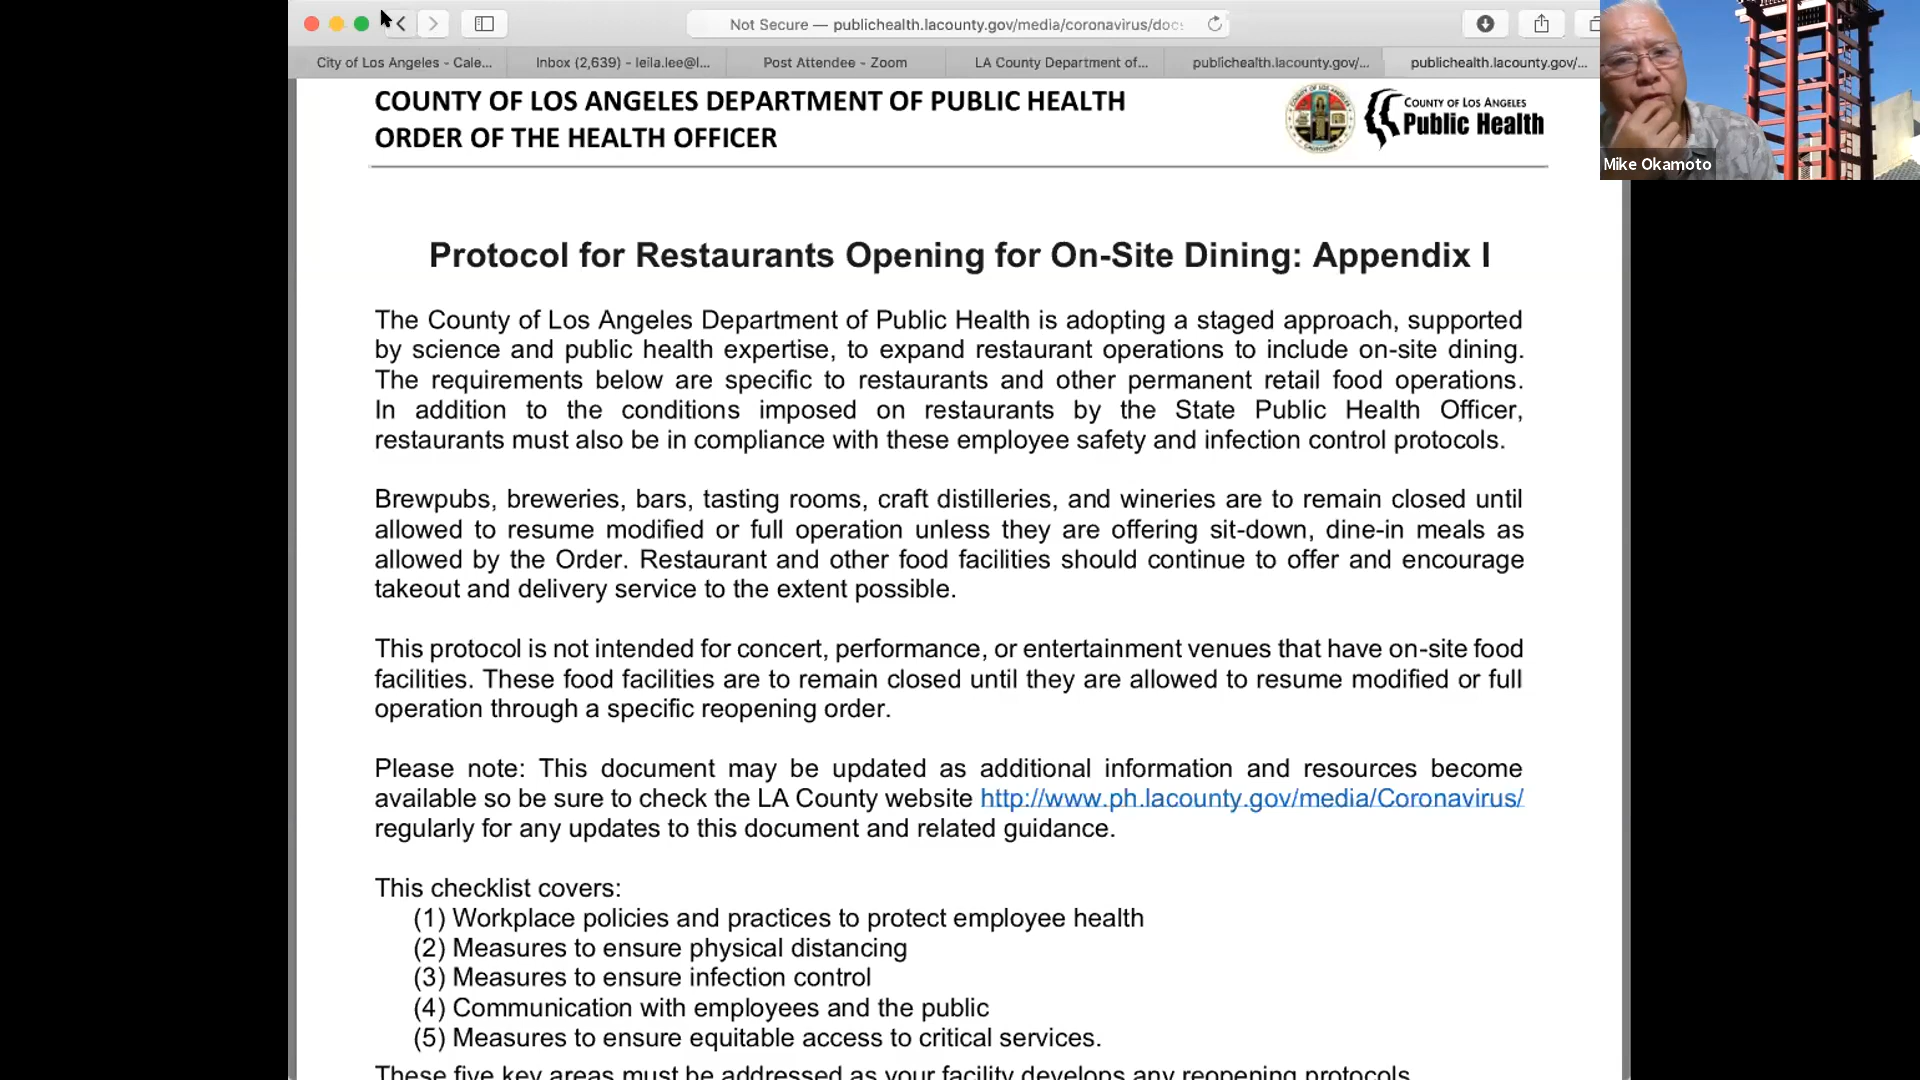 Not Secure — publichealth.lacounty.gov/media/coronavirus/doc
City of Los Angeles - Cale...
Inbox (2,639) - leila.lee@l...
Post Attendee - Zoom
LA County Department of...
publichealth.lacounty.gov/...
publichealth.lacounty.gov/...
COUNTY OF LOS ANGELES DEPARTMENT OF PUBLIC HEALTH
ORDER OF THE HEALTH OFFICER
COUNTY OF LOS ANGELES
Public Health
Mike Okamoto
Protocol for Restaurants Opening for On-Site Dining: Appendix I
The County of Los Angeles Department of Public Health is adopting a staged approach, supported
by science and public health expertise, to expand restaurant operations to include on-site dining.
The requirements below are specific to restaurants and other permanent retail food operations.
In addition to the conditions imposed on restaurants by the State Public Health Officer,
restaurants must also be in compliance with these employee safety and infection control protocols.
Brewpubs, breweries, bars, tasting rooms, craft distilleries, and wineries are to remain closed until
allowed to resume modified or full operation unless they are offering sit-down, dine-in meals as
allowed by the Order. Restaurant and other food facilities should continue to offer and encourage
takeout and delivery service to the extent possible.
This protocol is not intended for concert, performance, or entertainment venues that have on-site food
facilities. These food facilities are to remain closed until they are allowed to resume modified or full
operation through a specific reopening order.
Please note: This document may be updated as additional information and resources become
available so be sure to check the LA County website http://www.ph.lacounty.gov/media/Coronavirus/
regularly for any updates to this document and related guidance.
This checklist covers:
(1) Workplace policies and practices to protect employee health
(2) Measures to ensure physical distancing
(3) Measures to ensure infection control
(4) Communication with employees and the public
(5) Measures to ensure equitable access to critical services.
These five key areas must be addressed as your facility develops any reopening protocols.